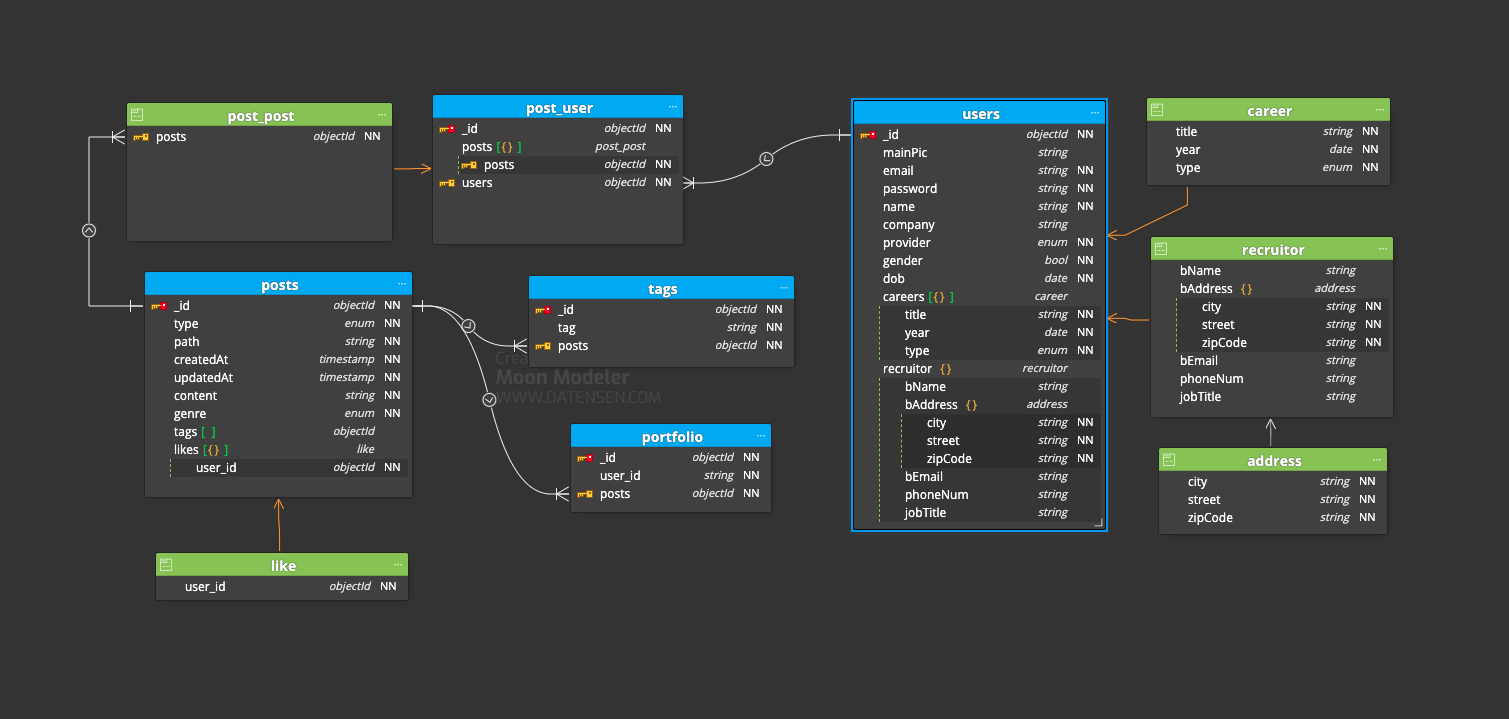 post_post
posts objectId NN
post_user
_id objectId NN
posts [{} ] post_post
posts objectId NN
users objectId NN
users
_id objectId NN
mainPic string
email string NN
password string NN
name string NN
company string
provider enum NN
gender bool NN
dob date NN
careers [{} ] career
title string NN
year date NN
type enum NN
recruitor {} recruitor
bName string
bAddress {} address
city string NN
street string NN
zipCode string NN
bEmail string
phoneNum string
jobTitle string
career
title string NN
year date NN
type enum NN
recruitor
bName string
bAddress {} address
city string NN
street string NN
zipCode string NN
bEmail string
phoneNum string
jobTitle string
address
city string NN
street string NN
zipCode string NN
posts
_id objectId NN
type enum NN
path string NN
createdAt timestamp NN
updatedAt timestamp NN
content string NN
genre enum NN
tags [ ] objectId
likes [{} ] like
user_id objectId NN
tags
_id objectId NN
tag string NN
posts objectId NN
Moon Modeler
WWW.DATENSEN.COM
portfolio
_id objectId NN
user_id string NN
posts objectId NN
like
user_id objectId NN